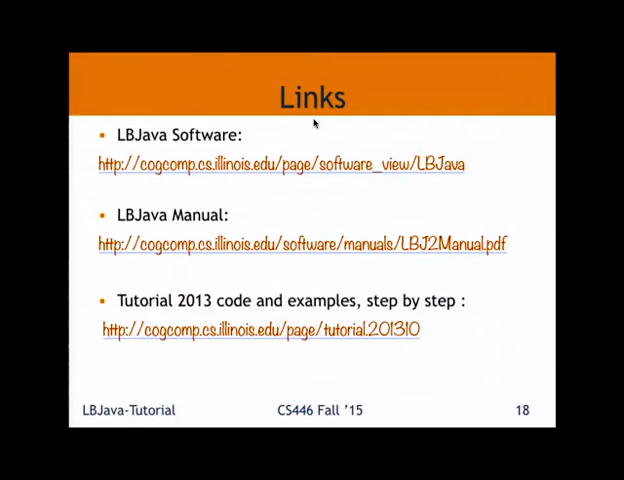 Links
▪ LBJava Software:
http://cogcomp.cs.illinois.edu/page/software_view/LBJava
▪ LBJava Manual:
http://cogcomp.cs.illinois.edu/software/manuals/LBJ2Manual.pdf
▪ Tutorial 2013 code and examples, step by step :
http://cogcomp.cs.illinois.edu/page/tutorial.201310
LBJava-Tutorial CS446 Fall ’15 18